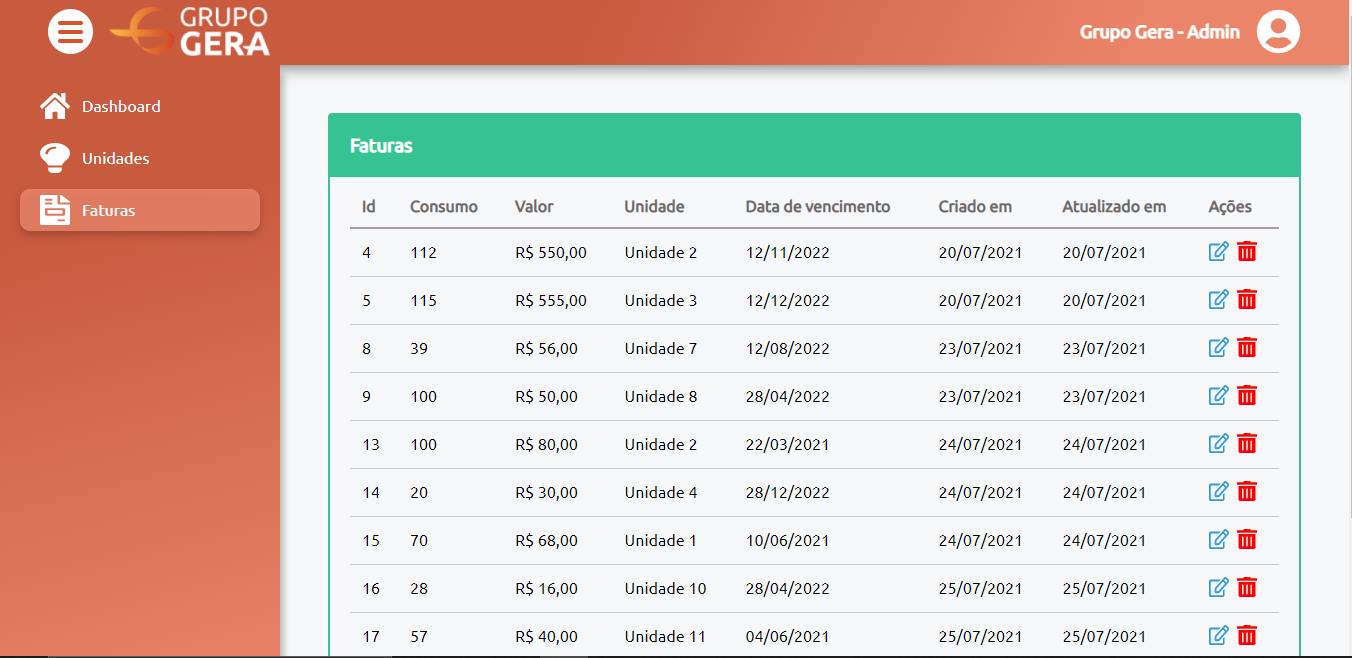 GRUPO
GERA
Grupo Gera - Admin
Dashboard
Unidades
Faturas
Faturas
Id Consumo Valor Unidade Data de vencimento Criado em Atualizado em Ações
4 112 R$ 550,00 Unidade 2 12/11/2022 20/07/2021 20/07/2021
5 115 R$ 555,00 Unidade 3 12/12/2022 20/07/2021 20/07/2021
8 39 R$ 56,00 Unidade 7 12/08/2022 23/07/2021 23/07/2021
9 100 R$ 50,00 Unidade 8 28/04/2022 23/07/2021 23/07/2021
13 100 R$ 80,00 Unidade 2 22/03/2021 24/07/2021 24/07/2021
14 20 R$ 30,00 Unidade 4 28/12/2022 24/07/2021 24/07/2021
15 70 R$ 68,00 Unidade 1 10/06/2021 24/07/2021 24/07/2021
16 28 R$ 16,00 Unidade 10 28/04/2022 25/07/2021 25/07/2021
17 57 R$ 40,00 Unidade 11 04/06/2021 25/07/2021 25/07/2021